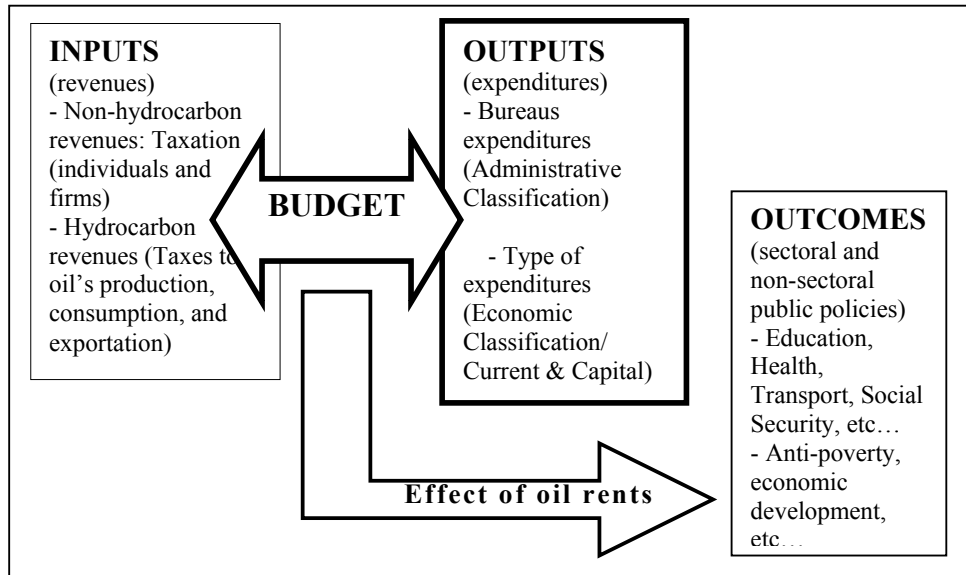 INPUTS
(revenues)
- Non-hydrocarbon
revenues: Taxation
(individuals and
firms)
- Hydrocarbon
revenues (Taxes to
oil's production,
consumption, and
exportation)
BUDGET
OUTPUTS
(expenditures)
- Bureaus
expenditures
(Administrative
Classification)
- Type of
expenditures
(Economic
Classification/
Current & Capital)
OUTCOMES
(sectoral and
non-sectoral
public policies)
- Education,
Health,
Transport, Social
Security, etc…
- Anti-poverty,
economic
development,
etc…
Effect of oil rents